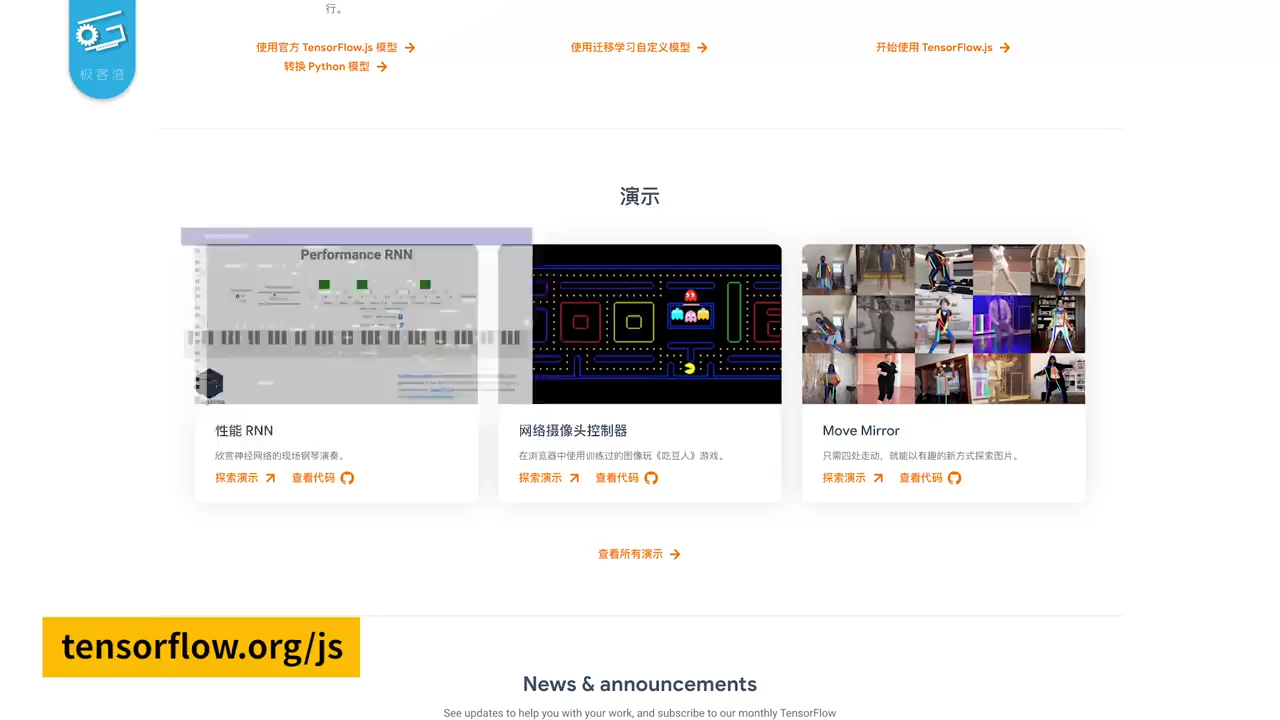 行。
极客湾
使用官方 TensorFlow.js 模型 → 使用迁移学习自定义模型 → 开始使用 TensorFlow.js →
转换 Python 模型 →
演示
Performance RNN
性能 RNN
欣赏神经网络的现场钢琴演奏。
探索演示 查看代码
网络摄像头控制器
在浏览器中使用训练过的图像玩《吃豆人》游戏。
探索演示 查看代码
Move Mirror
只需四处走动，就能以有趣的新方式探索图片。
探索演示 查看代码
查看所有演示 →
tensorflow.org/js
News & announcements
See updates to help you with your work, and subscribe to our monthly TensorFlow